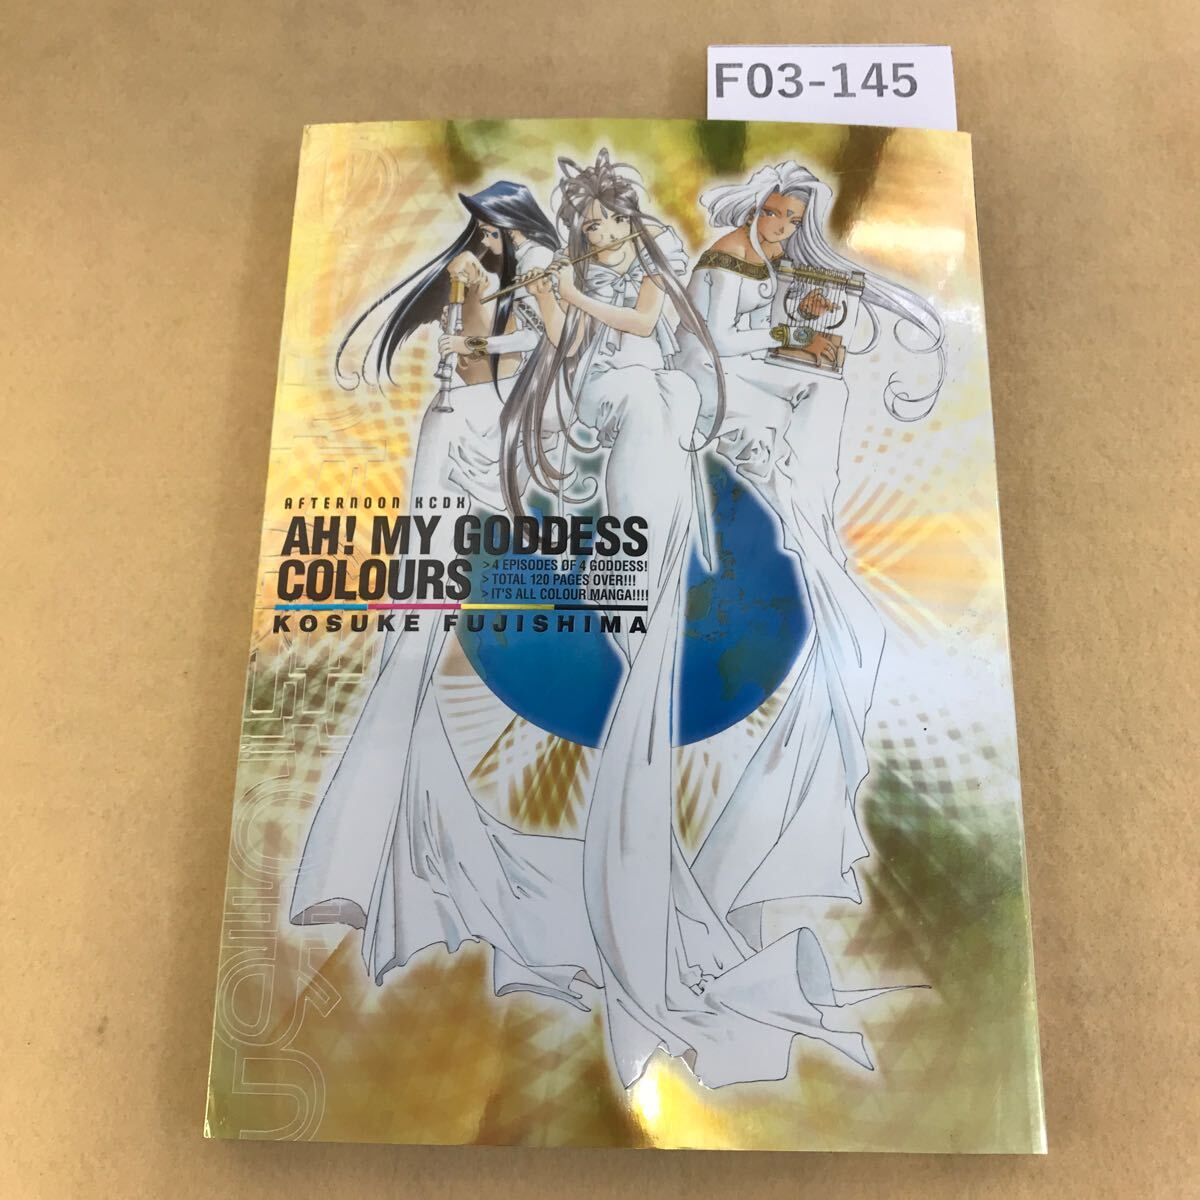 F03-145
AFTERNOON KCDX
AH! MY GODDESS
COLOURS
>4 EPISODES OF 4 GODDESS!
>TOTAL 120 PAGES OVER!!!
>IT'S ALL COLOUR MANGA!!!!
KOSUKE FUJISHIMA